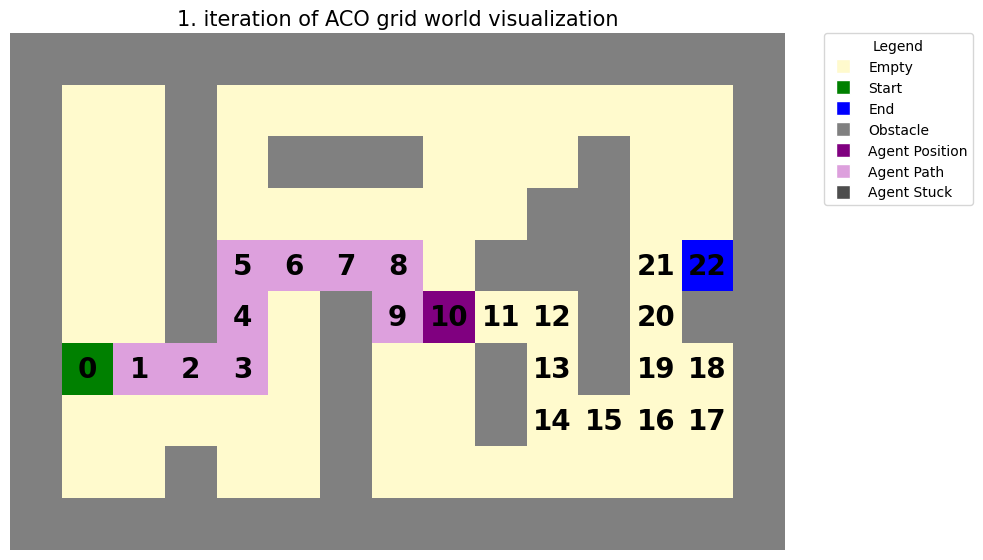 1. iteration of ACO grid world visualization
Legend
Empty
Start
End
Obstacle
Agent Position
Agent Path
Agent Stuck
5 6 7 8 21 22
4 9 10 11 12 20
0 1 2 3 13 19 18
14 15 16 17